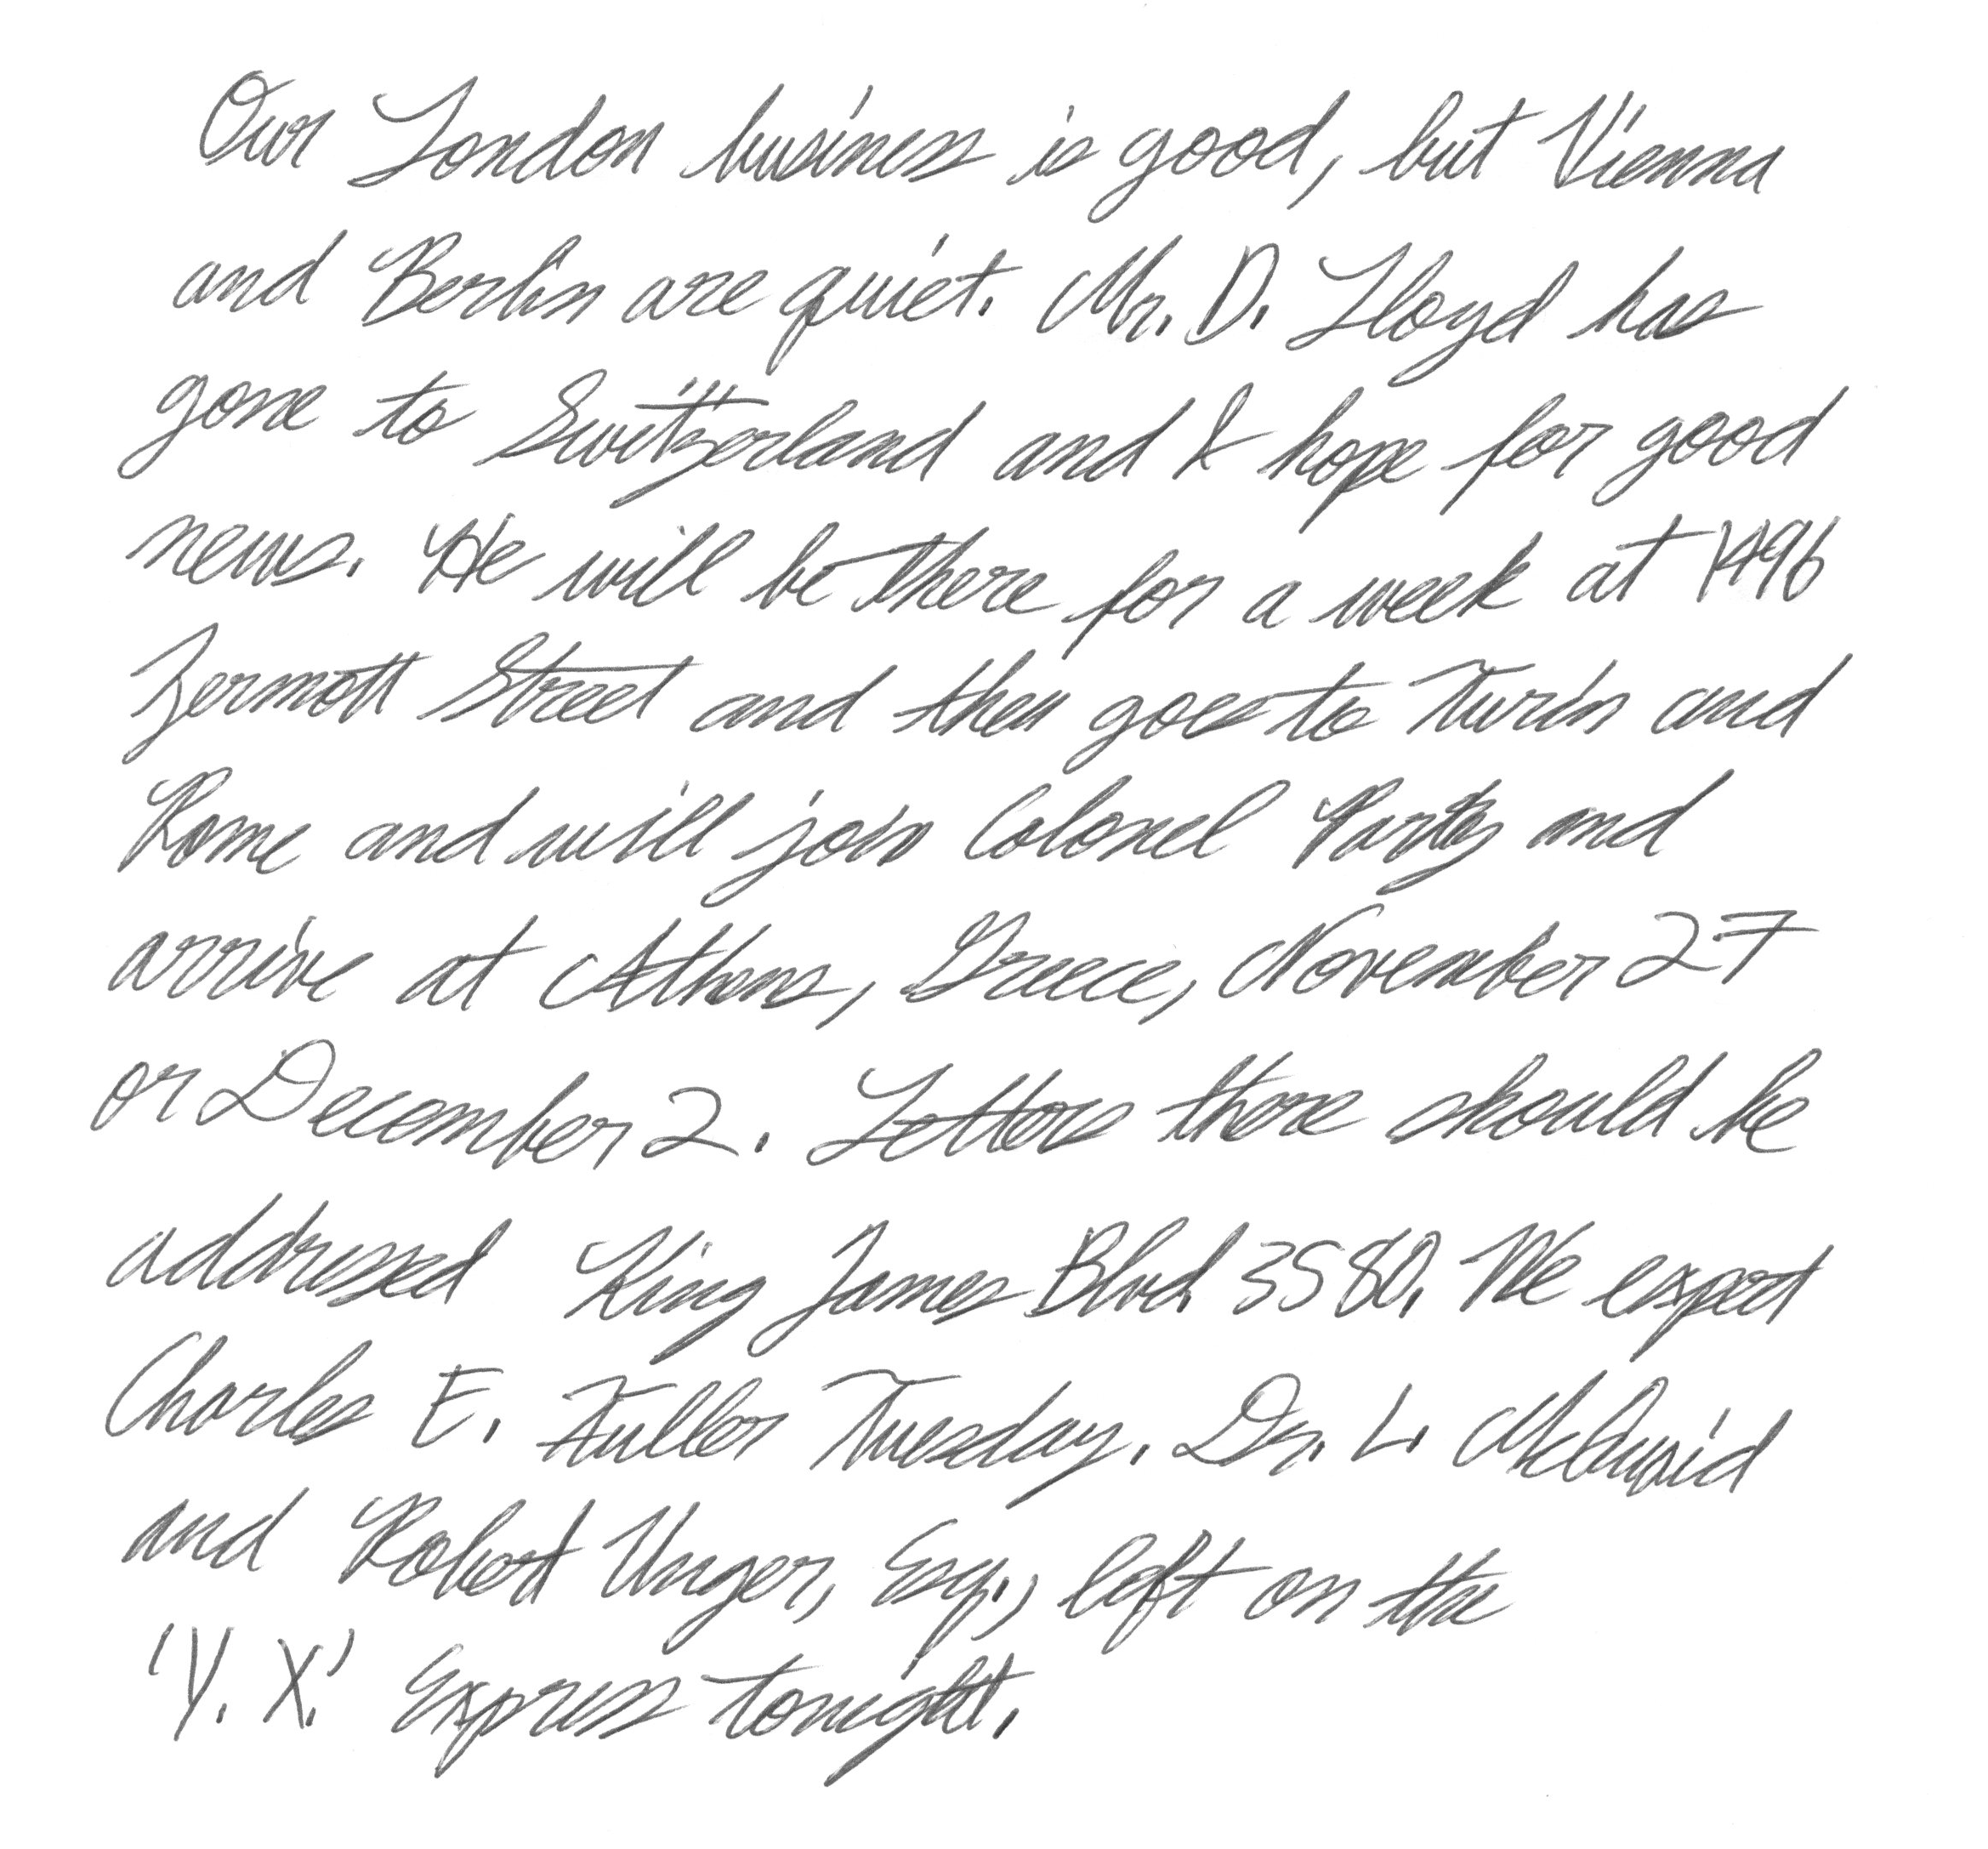 Our London business is good, but Vienna
and Berlin are quiet. Mr. D. Lloyd has
gone to Switzerland and I hope for good
news. He will be there for a week at 1496
Zermott Street and then goes to Turin and
Rome and will join Colonel Parry and
arrive at Athens, Greece, November 27
or December 2. Letters there should be
addressed King James Blvd. 3580. We expect
Charles E. Fuller Tuesday. Dr. L. McQuaid
and Robert Unger, Esq., left on the
'Y. X.' Express tonight.